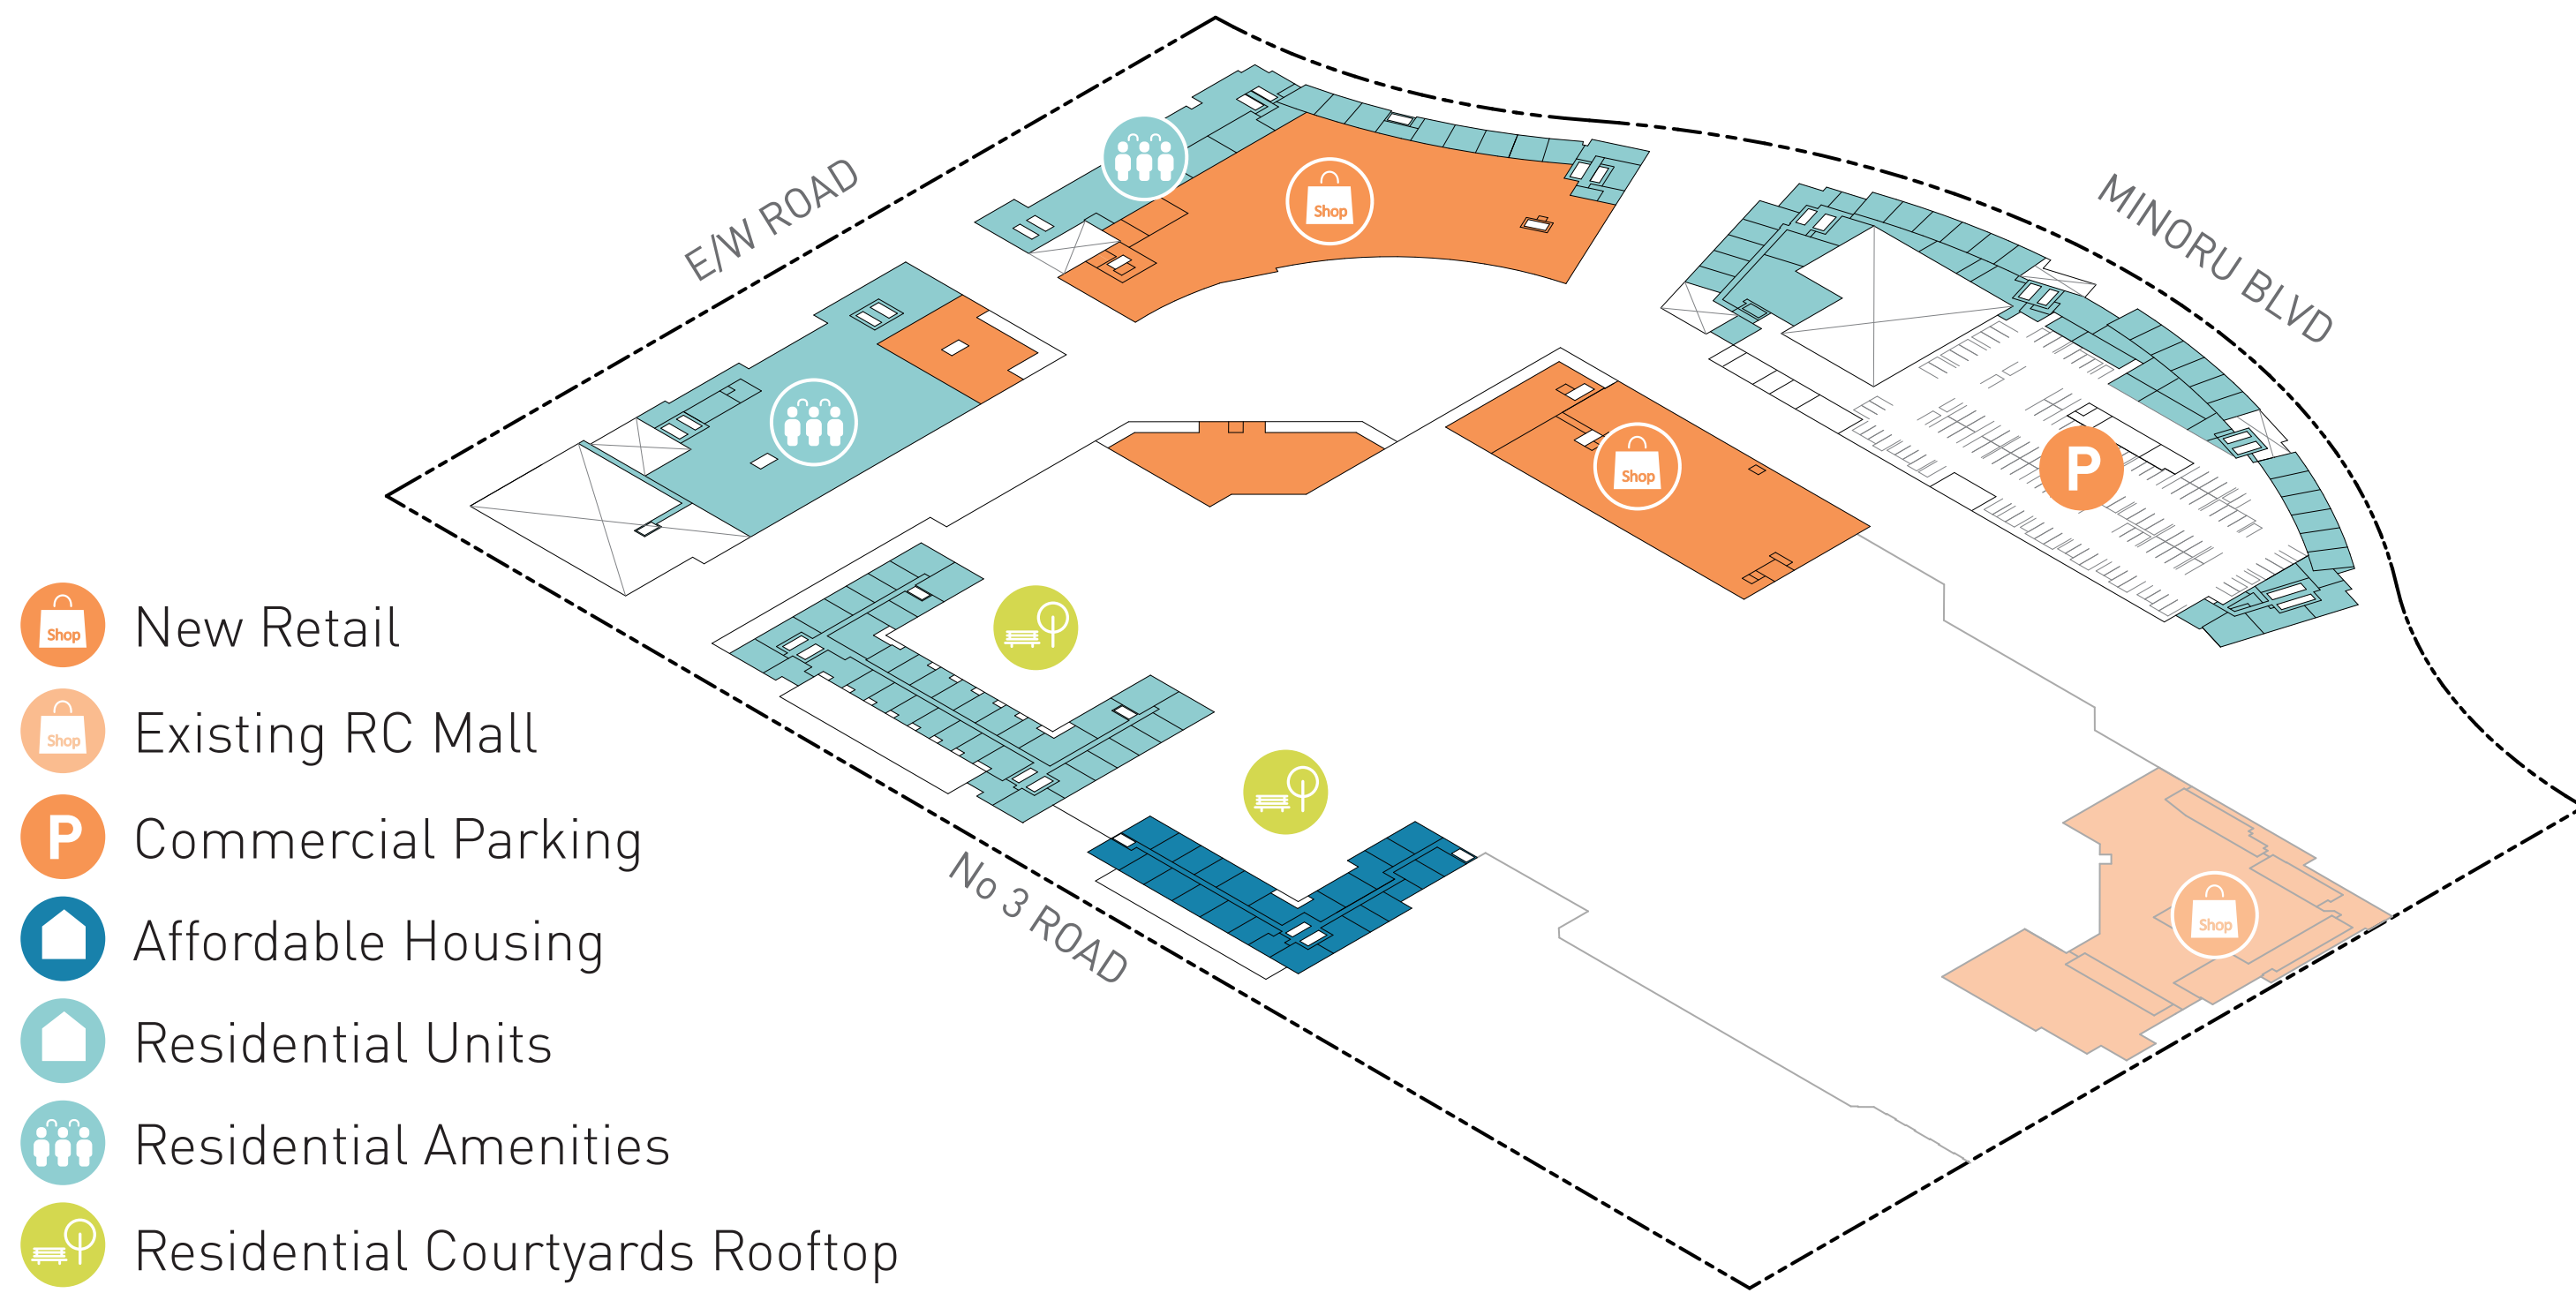 E/W ROAD
MINORU BLVD
Shop
Shop
P
Shop
New Retail
Shop
Existing RC Mall
P
Commercial Parking
No 3 ROAD
Shop
Affordable Housing
Residential Units
Residential Amenities
Residential Courtyards Rooftop